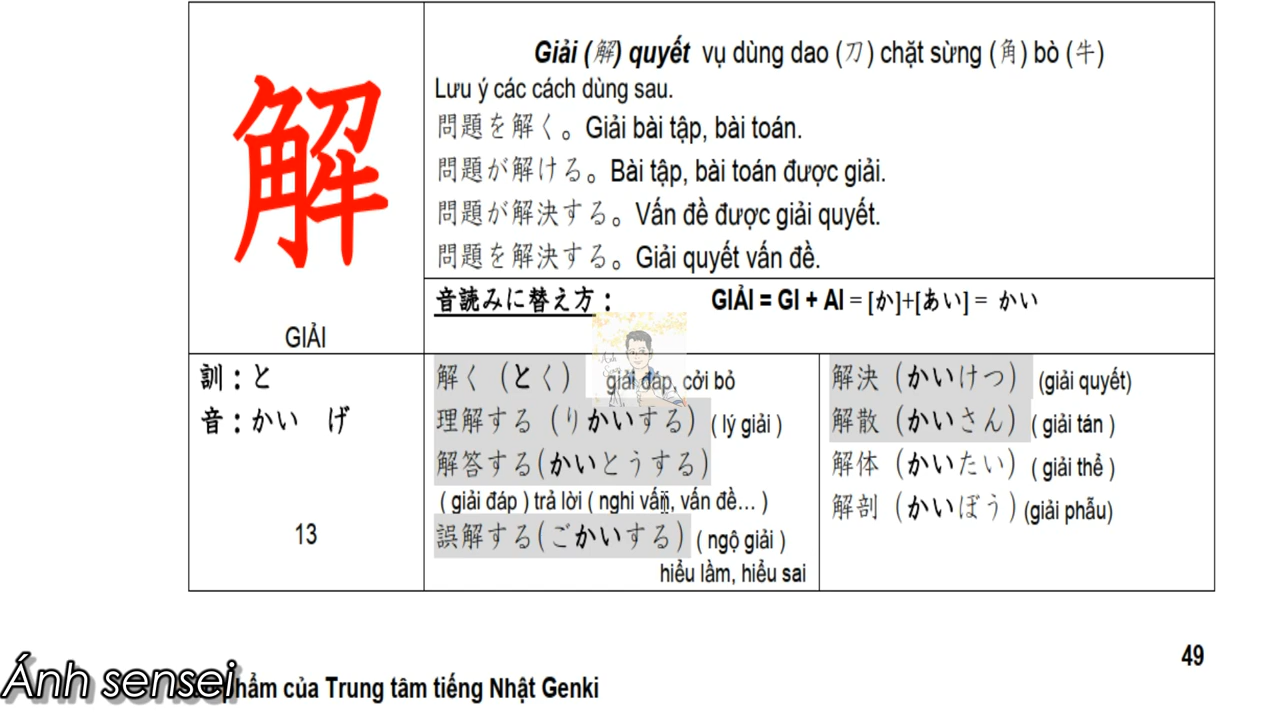 解
GIẢI
Giải (解) quyết vụ dùng dao (刀) chặt sừng (角) bò (牛)
Lưu ý các cách dùng sau.
問題を解く。Giải bài tập, bài toán.
問題が解ける。Bài tập, bài toán được giải.
問題が解決する。Vấn đề được giải quyết.
問題を解決する。Giải quyết vấn đề.
音読みに替え方： GIẢI = GI + AI = [か]+[あい] = かい
訓：と
音：かい げ
13
解く（とく） giải đáp, cởi bỏ
理解する（りかいする）( lý giải )
解答する(かいとうする)
( giải đáp ) trả lời ( nghi vấn, vấn đề… )
誤解する(ごかいする) ( ngộ giải )
hiểu lầm, hiểu sai
解決（かいけつ） (giải quyết)
解散（かいさん）( giải tán )
解体（かいたい）( giải thể )
解剖（かいぼう）(giải phẫu)
49
Ánh sensei
phẩm của Trung tâm tiếng Nhật Genki